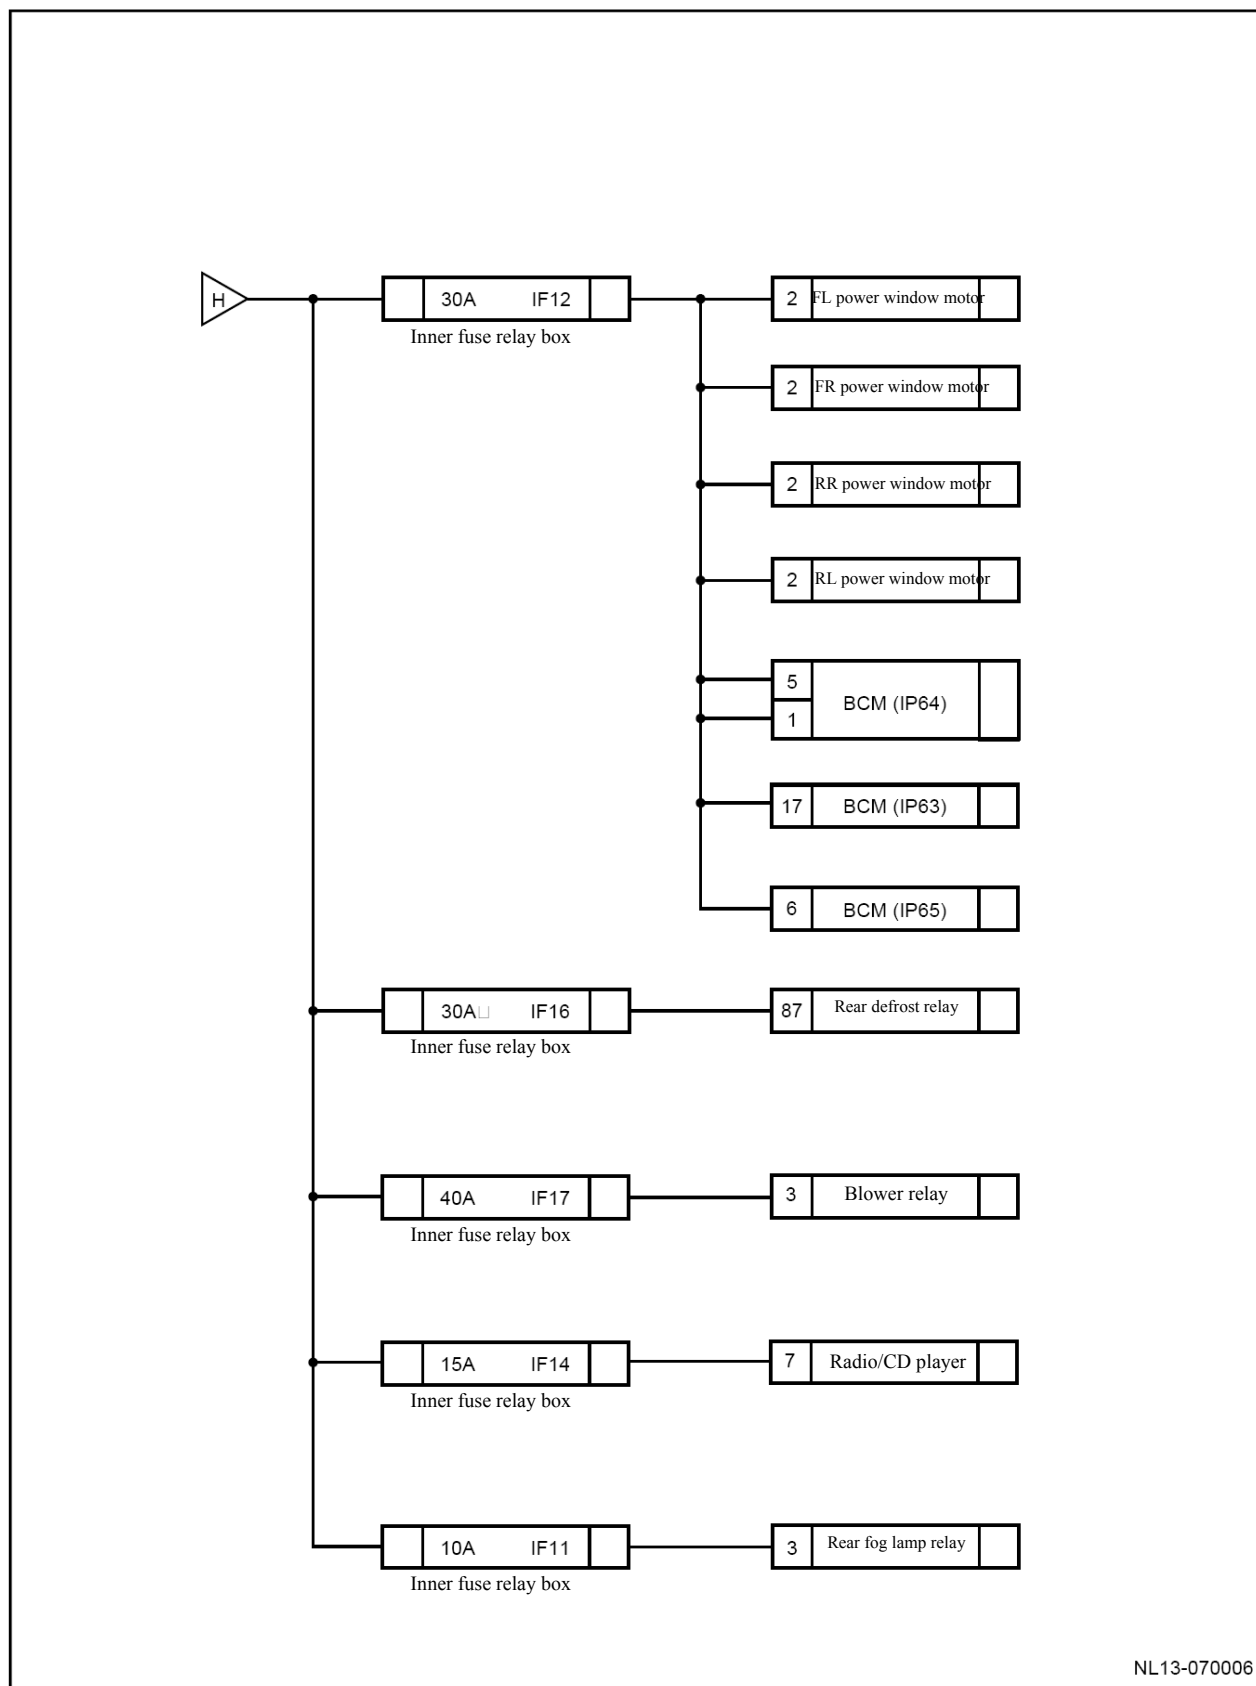 H
30A IF12
Inner fuse relay box
2 FL power window motor
2 FR power window motor
2 RR power window motor
2 RL power window motor
5
BCM (IP64)
1
17 BCM (IP63)
6 BCM (IP65)
30A□ IF16
Inner fuse relay box
87 Rear defrost relay
40A IF17
Inner fuse relay box
3 Blower relay
15A IF14
Inner fuse relay box
7 Radio/CD player
10A IF11
Inner fuse relay box
3 Rear fog lamp relay
NL13-070006